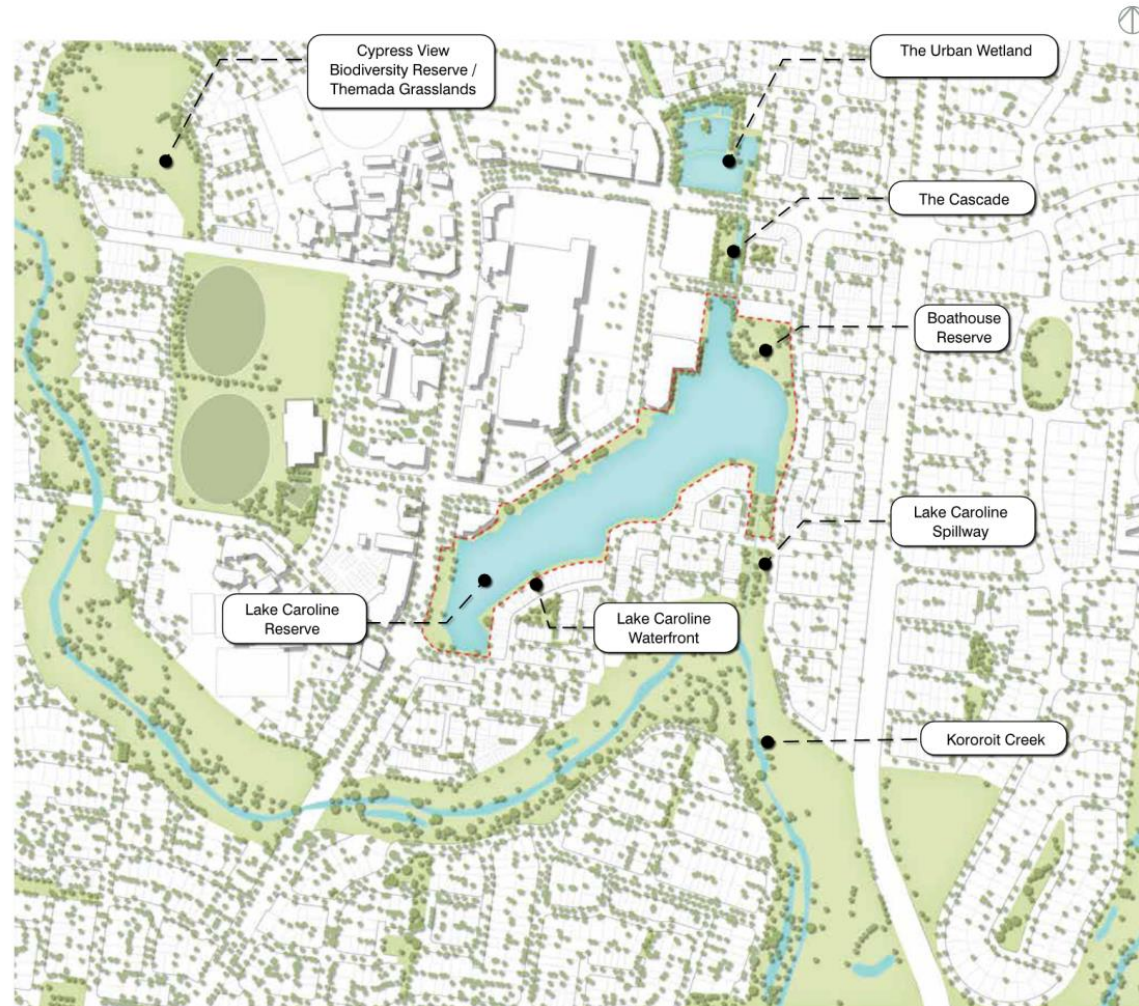 Cypress View
Biodiversity Reserve /
Themada Grasslands
The Urban Wetland
The Cascade
Boathouse
Reserve
Lake Caroline
Spillway
Lake Caroline
Reserve
Lake Caroline
Waterfront
Kororoit Creek